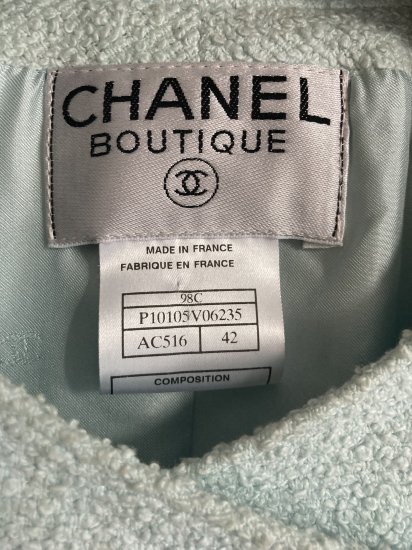 CHANEL
BOUTIQUE
MADE IN FRANCE
FABRIQUE EN FRANCE
98C
P10105V06235
AC516 42
COMPOSITION